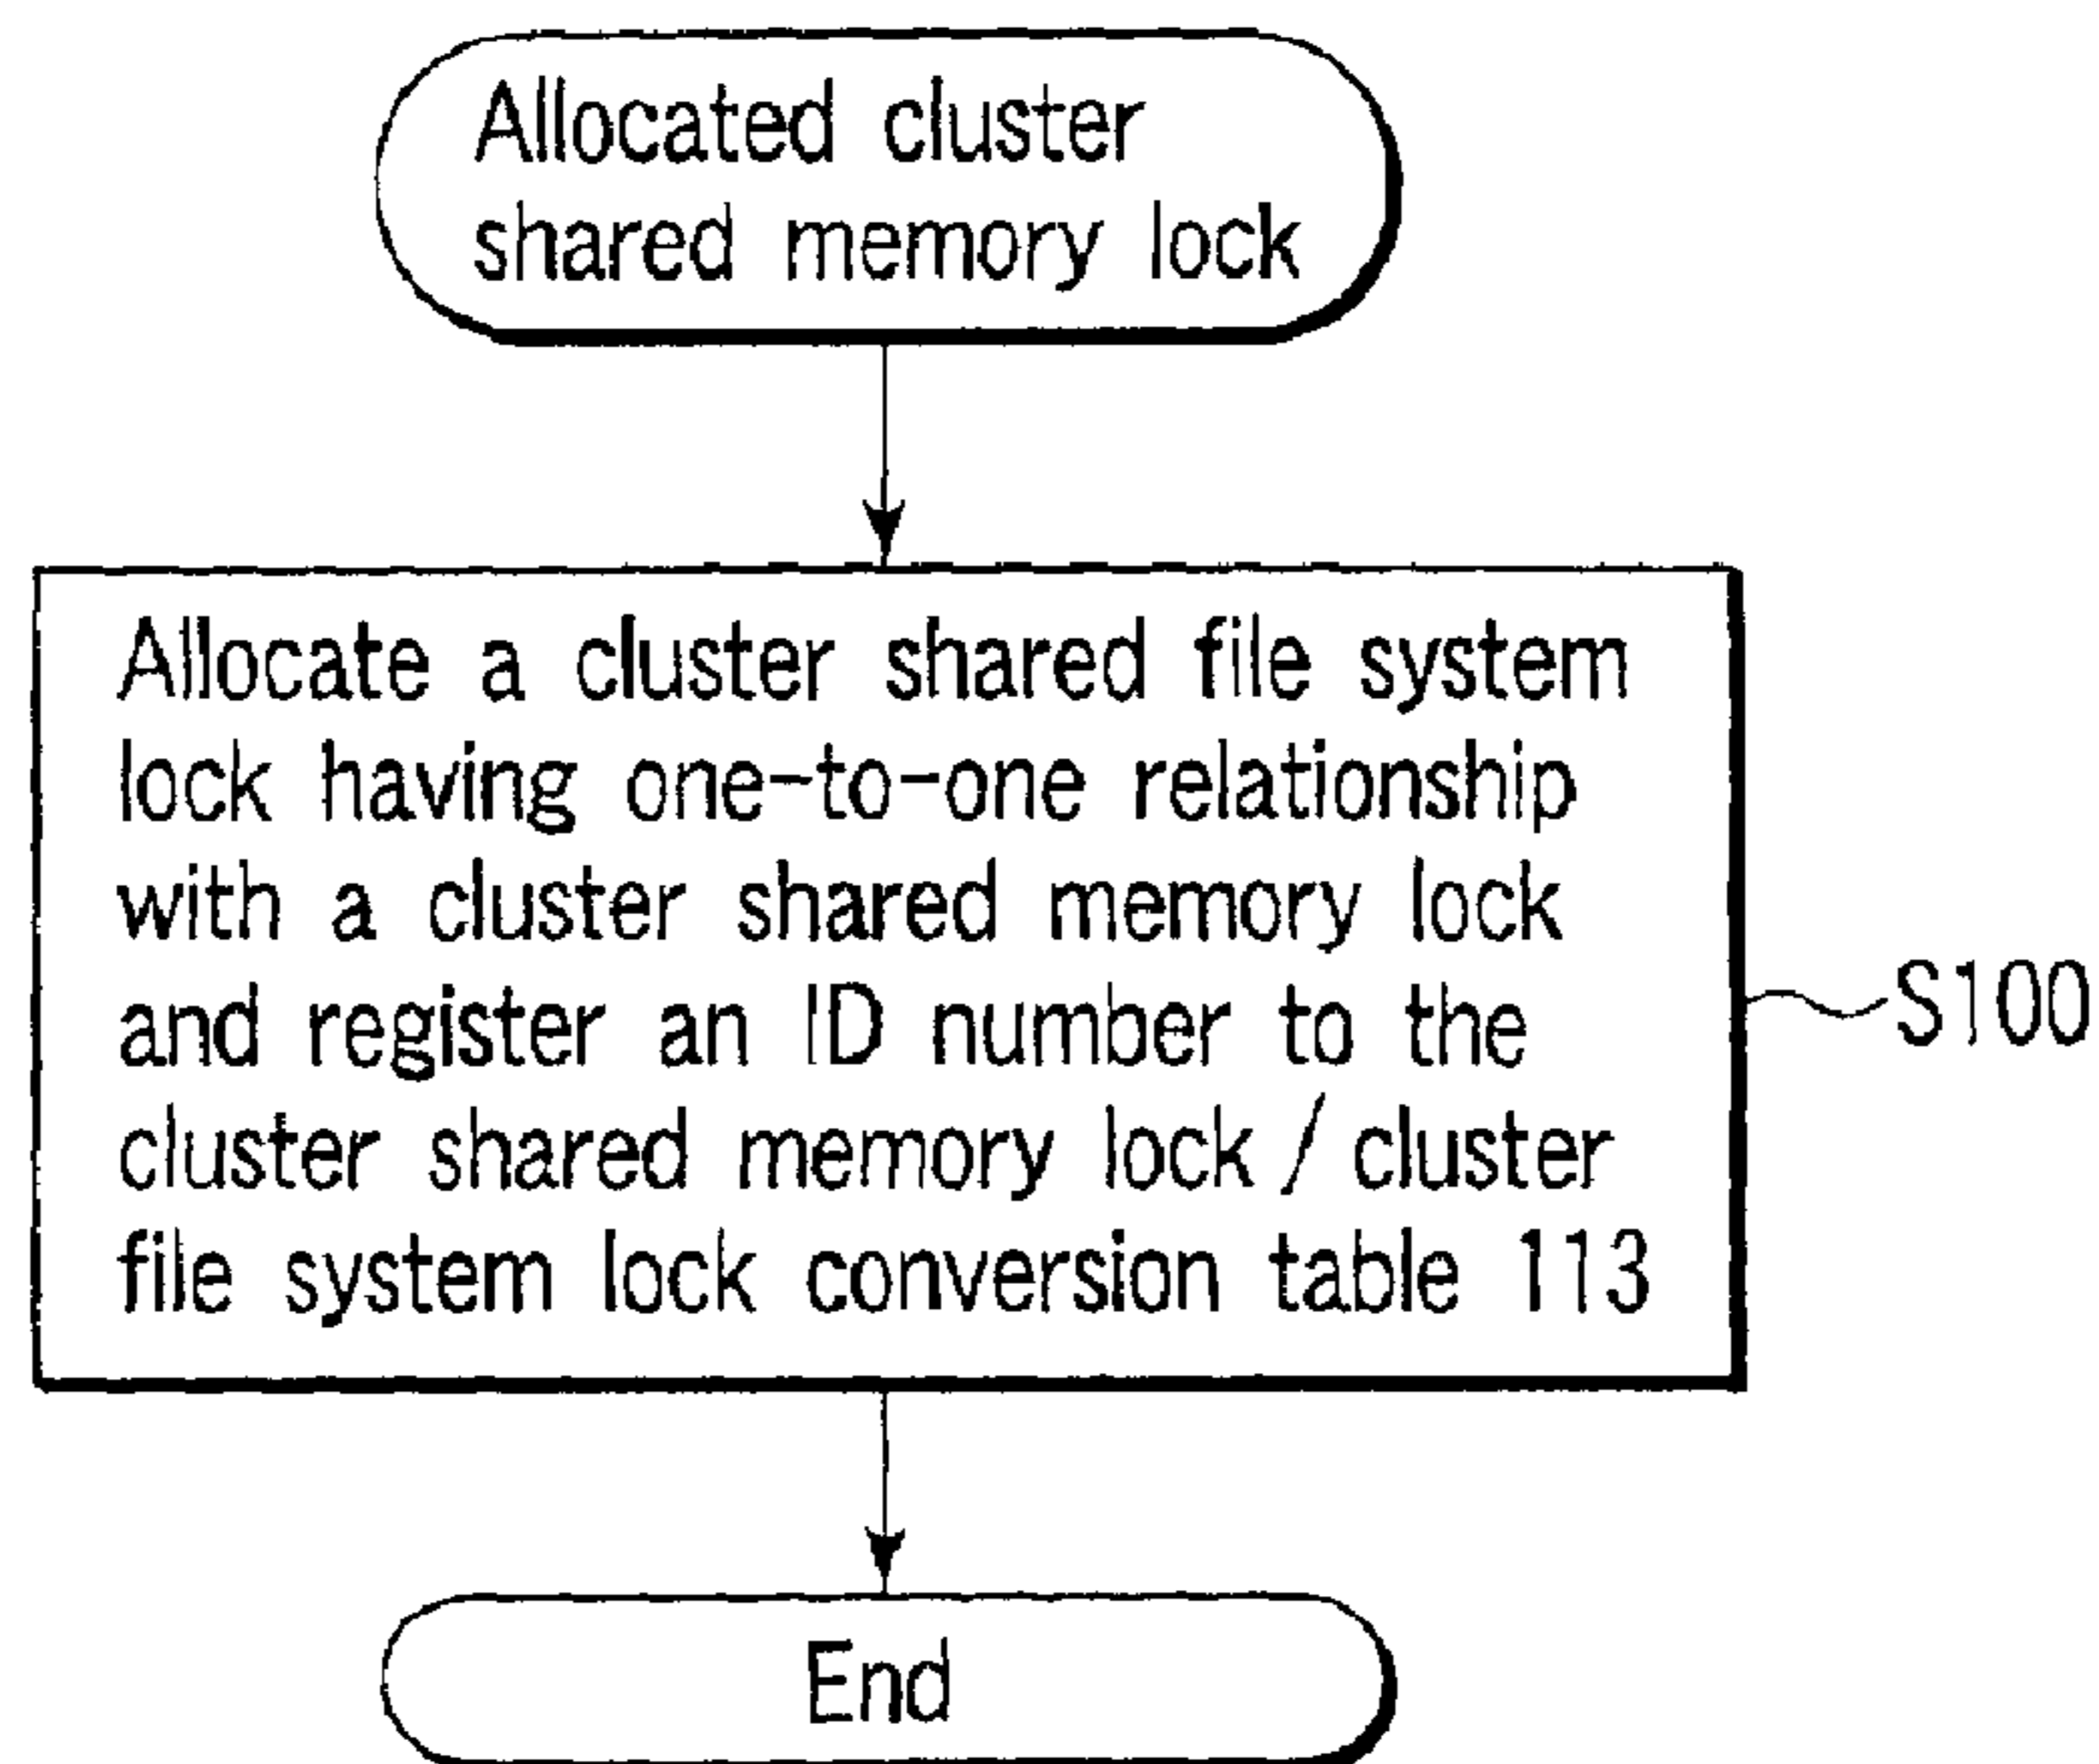 Allocated cluster
shared memory lock
Allocate a cluster shared file system
lock having one-to-one relationship
with a cluster shared memory lock
and register an ID number to the
cluster shared memory lock / cluster
file system lock conversion table 113
S100
End